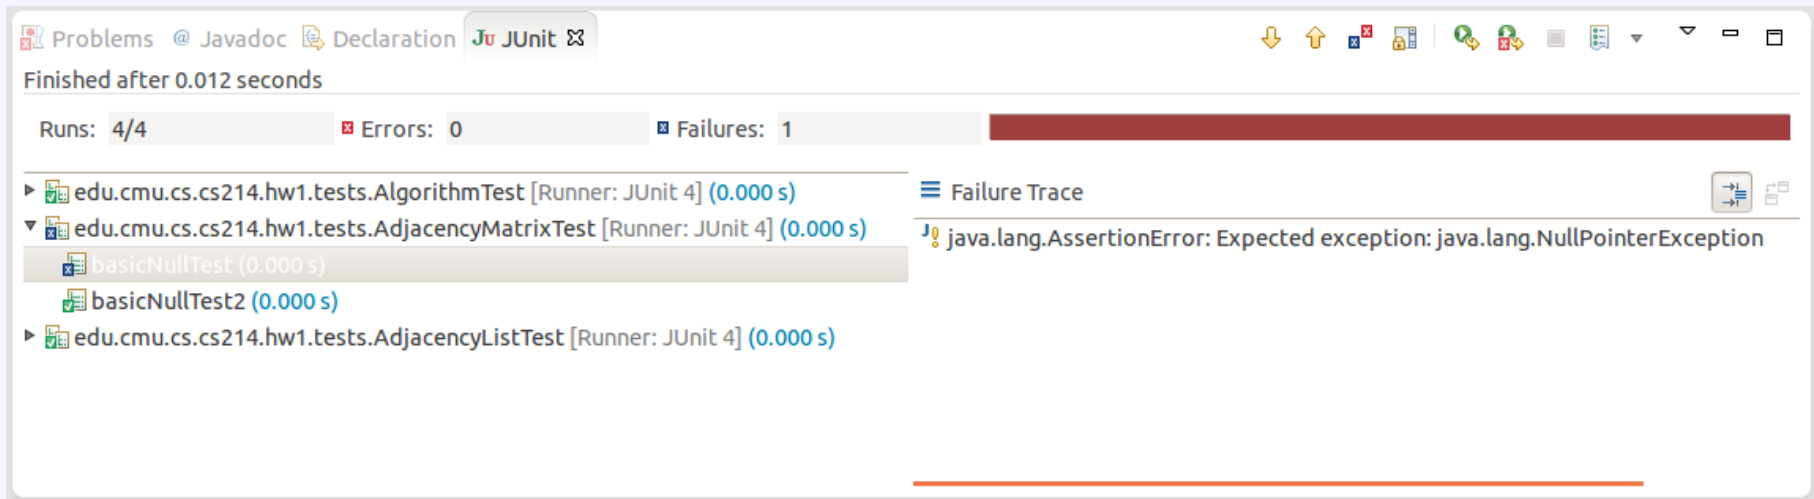 Problems @ Javadoc Declaration JU JUnit
Finished after 0.012 seconds
Runs: 4/4 Errors: 0 Failures: 1
edu.cmu.cs.cs214.hw1.tests.AlgorithmTest [Runner: JUnit 4] (0.000 s)
edu.cmu.cs.cs214.hw1.tests.AdjacencyMatrixTest [Runner: JUnit 4] (0.000 s)
basicNullTest (0.000 s)
basicNullTest2 (0.000 s)
edu.cmu.cs.cs214.hw1.tests.AdjacencyListTest [Runner: JUnit 4] (0.000 s)
Failure Trace
java.lang.AssertionError: Expected exception: java.lang.NullPointerException